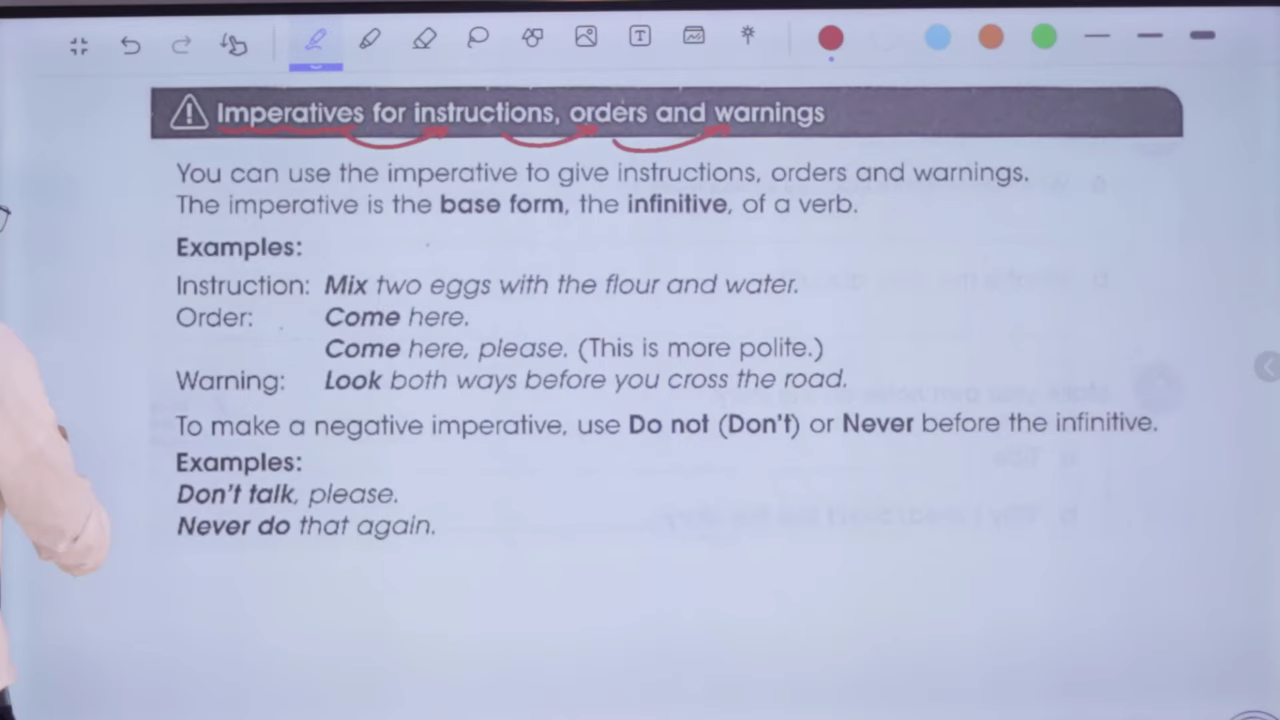 Imperatives for instructions, orders and warnings
You can use the imperative to give instructions, orders and warnings.
The imperative is the base form, the infinitive, of a verb.
Examples:
Instruction: Mix two eggs with the flour and water.
Order: Come here.
Come here, please. (This is more polite.)
Warning: Look both ways before you cross the road.
To make a negative imperative, use Do not (Don't) or Never before the infinitive.
Examples:
Don't talk, please.
Never do that again.